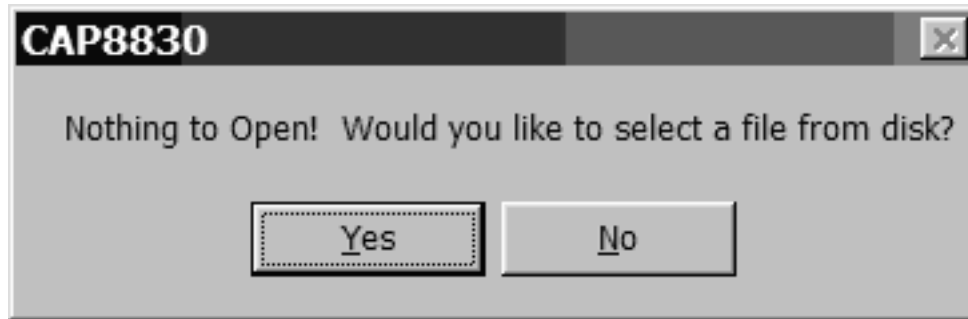 CAP8830
Nothing to Open!  Would you like to select a file from disk?
Yes
No